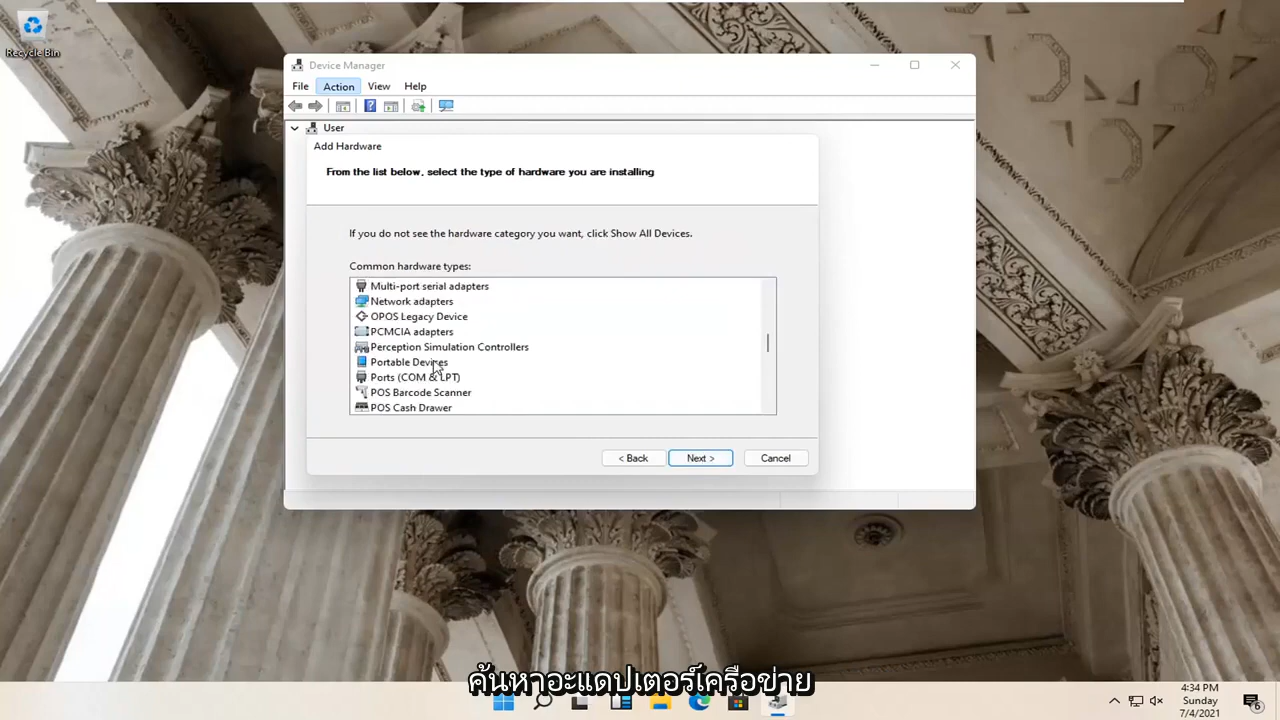 Recycle Bin
Device Manager
File Action View Help
User
Add Hardware
From the list below, select the type of hardware you are installing
If you do not see the hardware category you want, click Show All Devices.
Common hardware types:
Multi-port serial adapters
Network adapters
OPOS Legacy Device
PCMCIA adapters
Perception Simulation Controllers
Portable Devices
Ports (COM & LPT)
POS Barcode Scanner
POS Cash Drawer
< Back Next > Cancel
ค้นหาอะแดปเตอร์เครือข่าย
4:34 PM
Sunday
7/4/2021
6